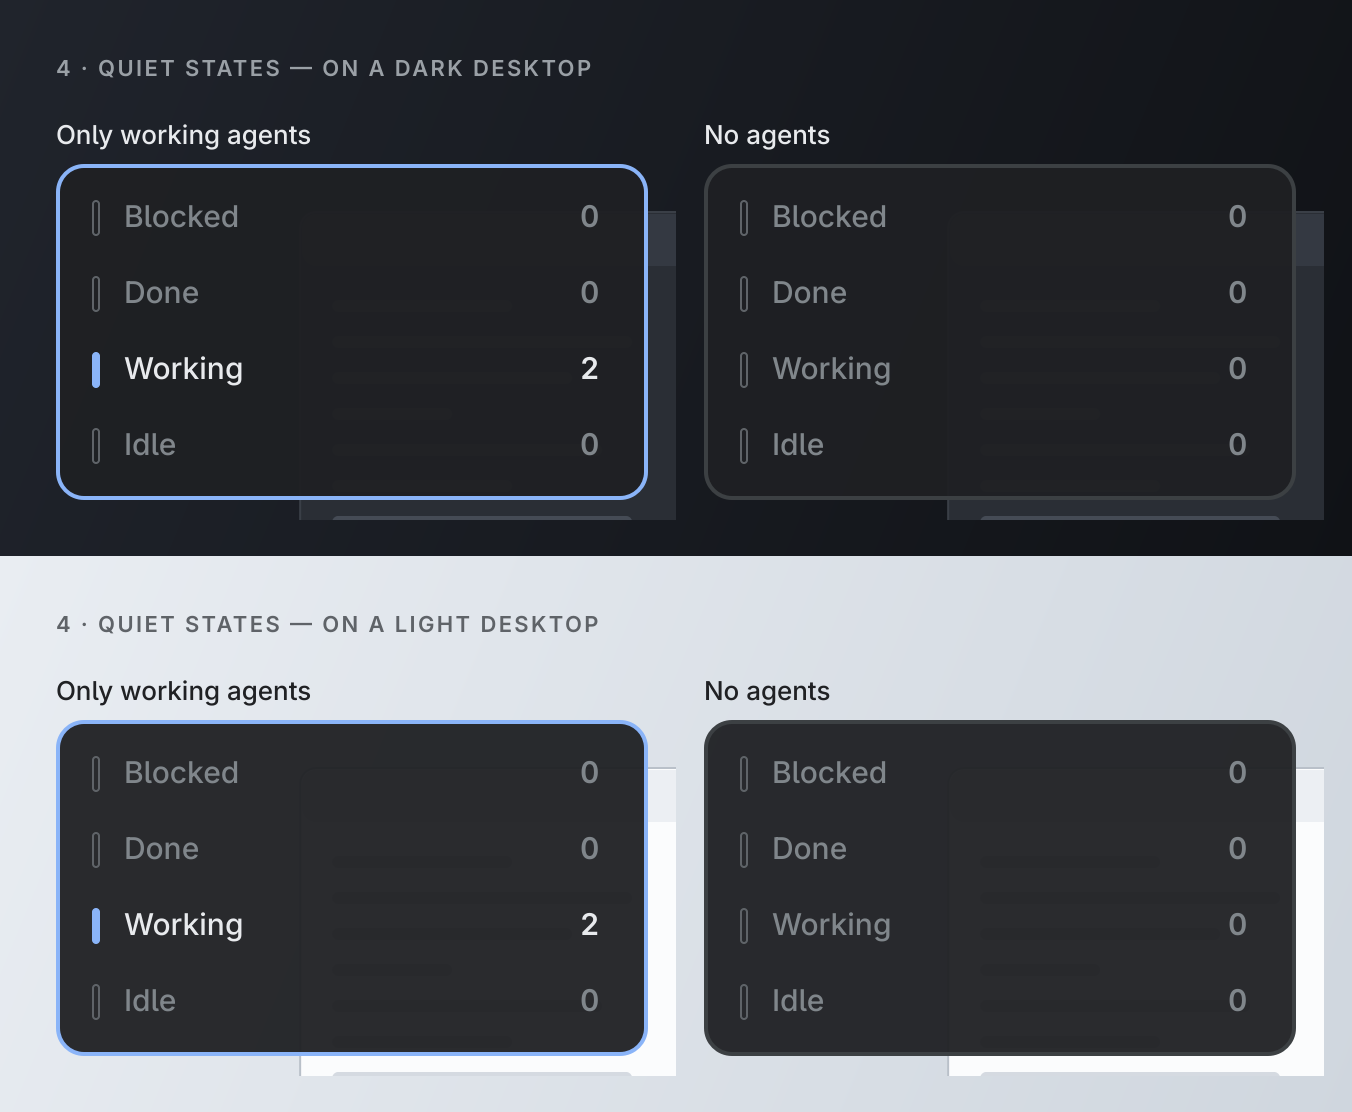 4 · QUIET STATES — ON A DARK DESKTOP
Only working agents
No agents
Blocked 0
Done 0
Working 2
Idle 0
Blocked 0
Done 0
Working 0
Idle 0
4 · QUIET STATES — ON A LIGHT DESKTOP
Only working agents
No agents
Blocked 0
Done 0
Working 2
Idle 0
Blocked 0
Done 0
Working 0
Idle 0